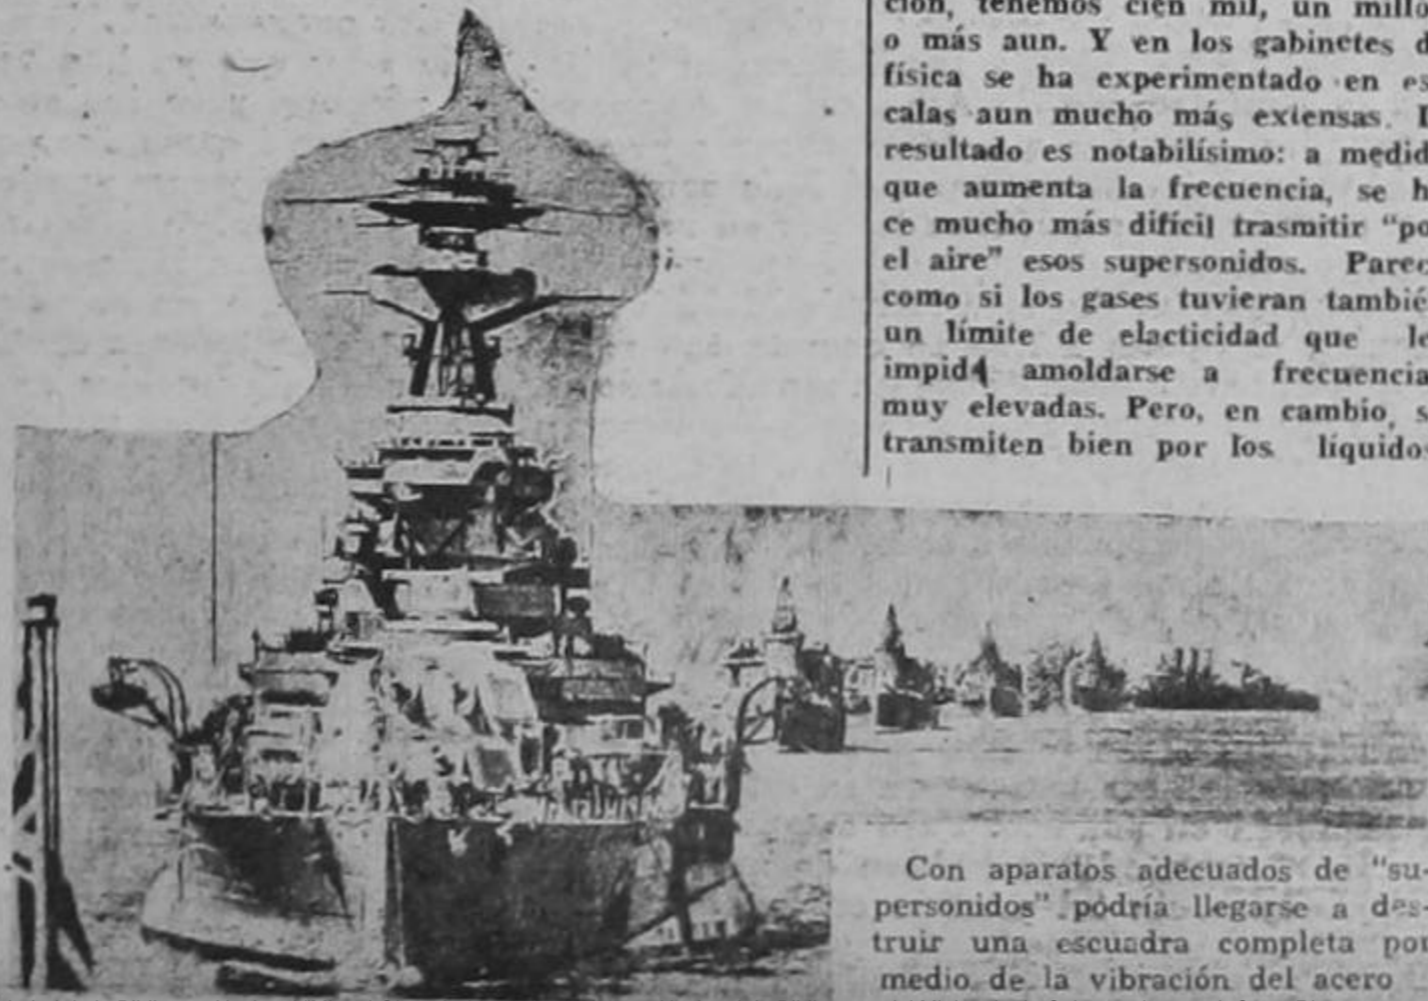 ción, tenemos cien mil, un millo
o más aun. Y en los gabinetes d
física se ha experimentado en es
calas aun mucho más extensas.
resultado es notabilísimo: a medid
que aumenta la frecuencia, se h
ce mucho más difícil trasmitir "po
el aire" esos supersonidos. Parec
como si los gases tuvieran tambié
un límite de elacticidad que le
impida amoldarse a frecuencia
muy elevadas. Pero, en cambio, s
transmiten bien por los líquido
Con aparatos adecuados de "su-
personidos" podría llegarse a des-
truir una escuadra completa por
medio de la vibración del acero